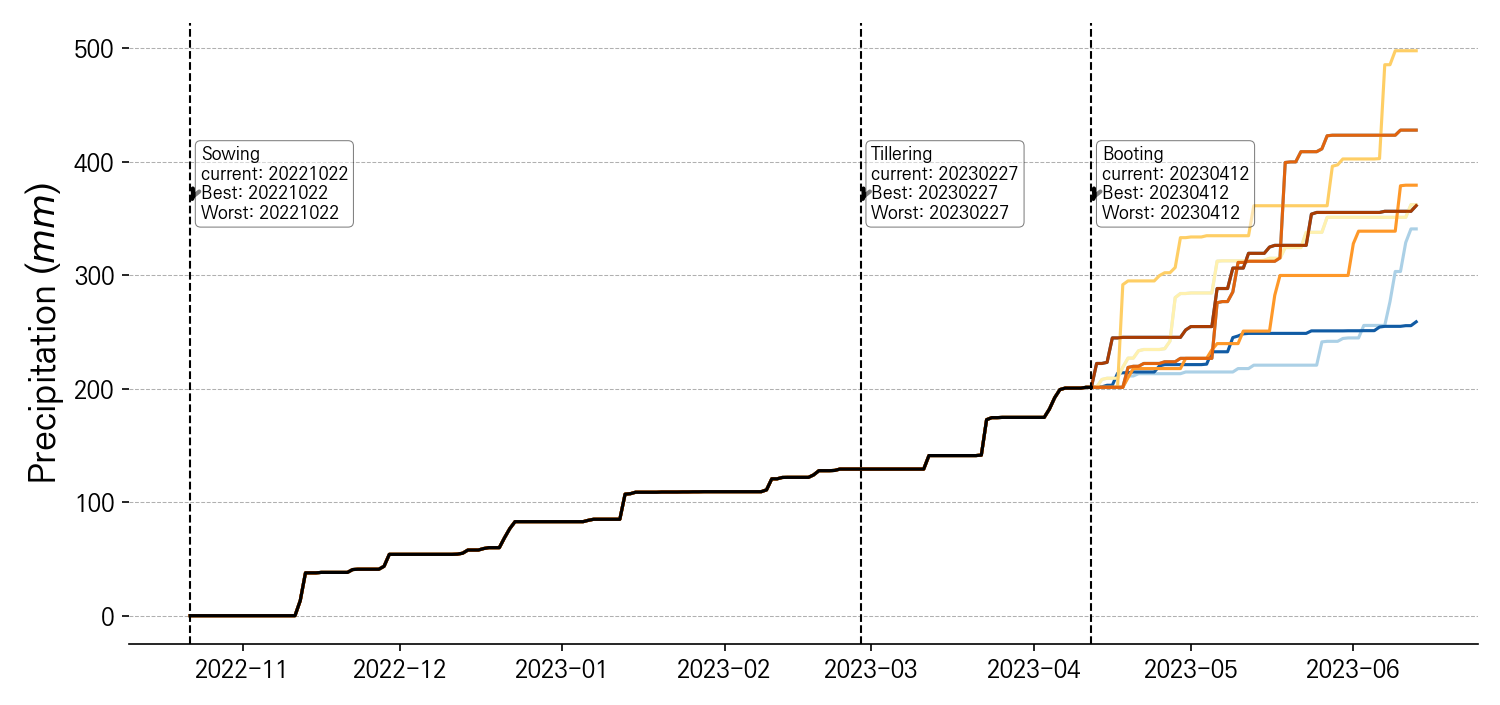 Precipitation (mm)
500
400
300
200
100
0
Sowing
current: 20221022
Best: 20221022
Worst: 20221022
Tillering
current: 20230227
Best: 20230227
Worst: 20230227
Booting
current: 20230412
Best: 20230412
Worst: 20230412
2022−11
2022−12
2023−01
2023−02
2023−03
2023−04
2023−05
2023−06